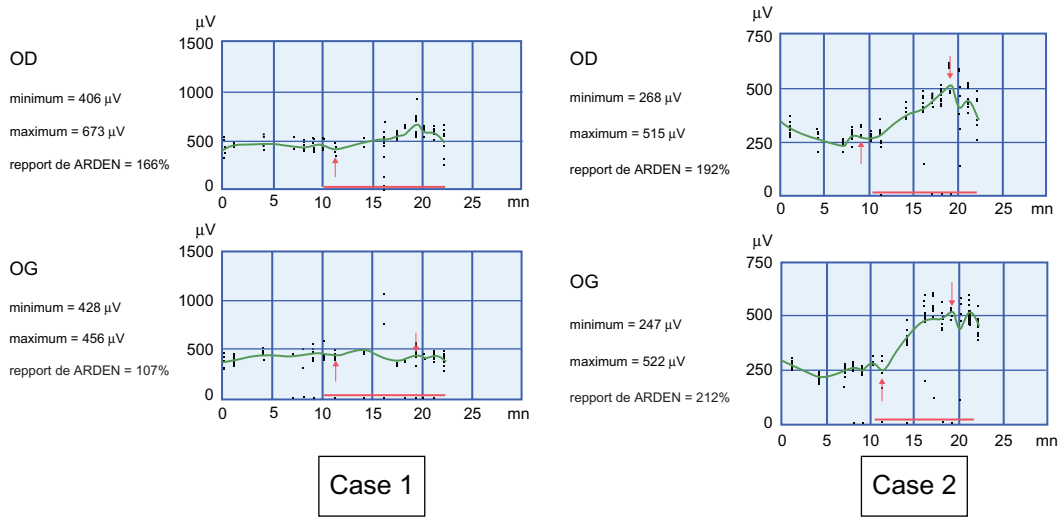 μV
1500
1000
500
0
0 5 10 15 20 25 mn
OD
minimum = 406 μV
maximum = 673 μV
repport de ARDEN = 166%
μV
1500
1000
500
0
0 5 10 15 20 25 mn
OG
minimum = 428 μV
maximum = 456 μV
repport de ARDEN = 107%
Case 1
μV
750
500
250
0
0 5 10 15 20 25 mn
OD
minimum = 268 μV
maximum = 515 μV
repport de ARDEN = 192%
μV
750
500
250
0
0 5 10 15 20 25 mn
OG
minimum = 247 μV
maximum = 522 μV
repport de ARDEN = 212%
Case 2